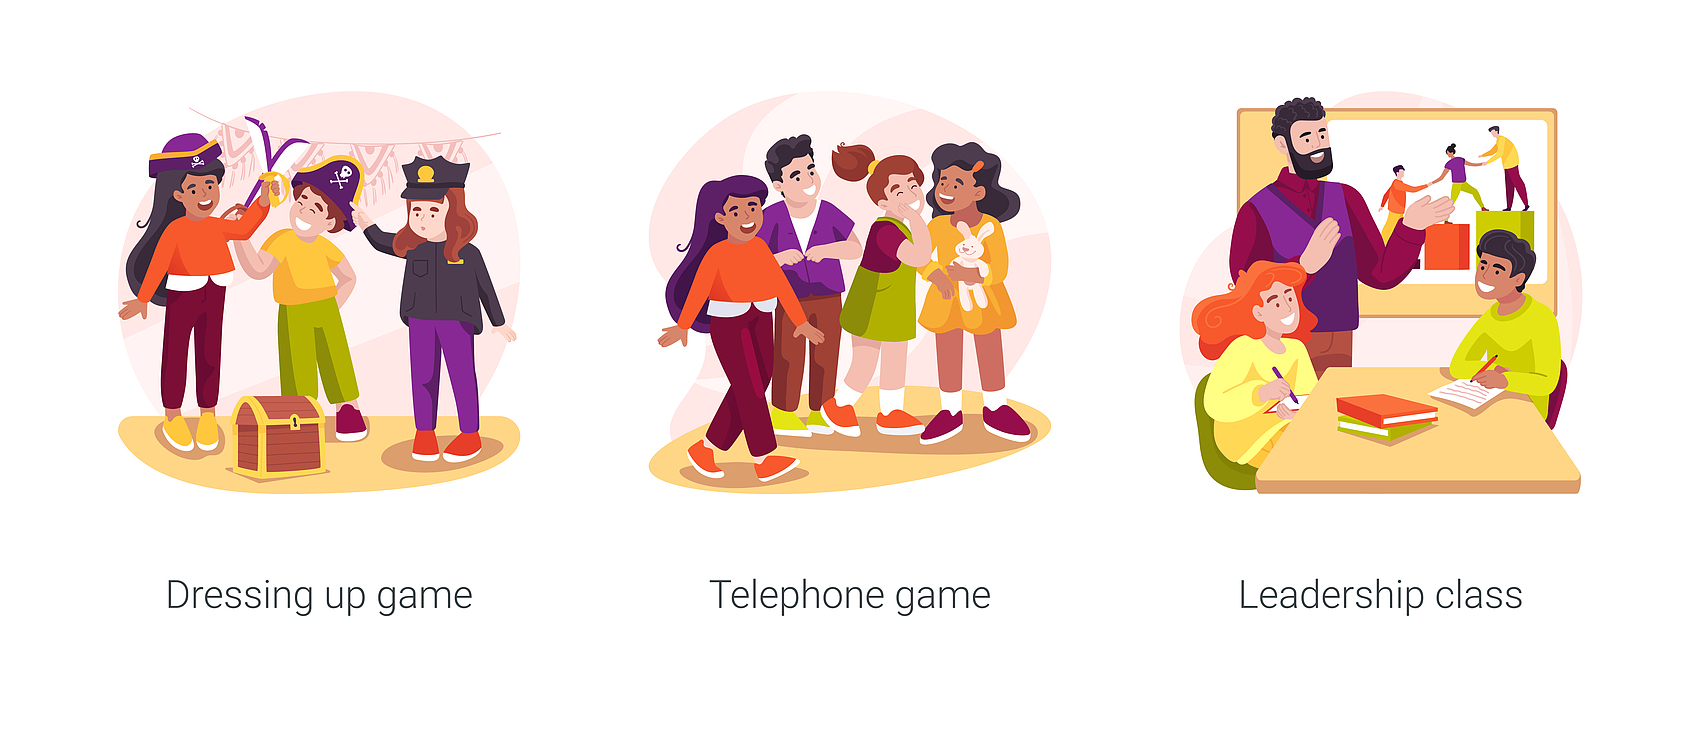 Dressing up game
Telephone game
Leadership class